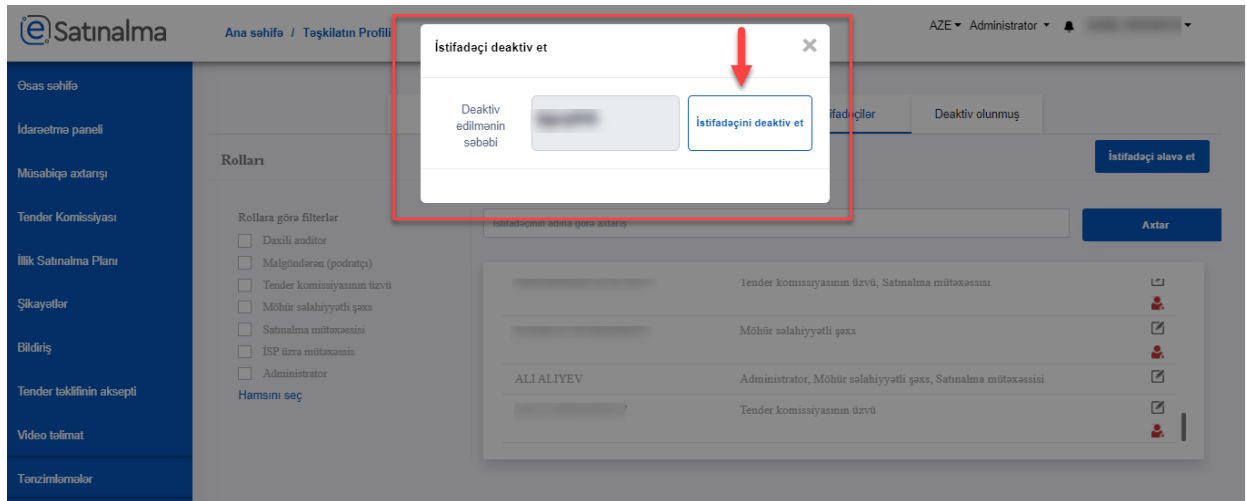 eSatınalma
Ana səhifə / Təşkilatın Profili
AZE Administrator
İstifadəçi deaktiv et
Deaktiv
edilmənin
səbəbi
İstifadəçini deaktiv et
Əsas səhifə
İdarəetmə paneli
Müsabiqə axtarışı
Tender Komissiyası
İllik Satınalma Planı
Şikayətlər
Bildiriş
Tender təklifinin aksepti
Video təlimat
Tənzimləmələr
Deaktiv olunmuş
Rolları
İstifadəçi əlavə et
Rollara görə filterlər
Daxili auditor
Malgöndərən (podratçı)
Tender komissiyasının üzvü
Möhür səlahiyyətli şəxs
Satınalma mütəxəssisi
İSP üzrə mütəxəssis
Administrator
Hamsını seç
İstifadəçinin adına görə axtarış
Axtar
Tender komissiyasının üzvü, Satınalma mütəxəssisi
Möhür səlahiyyətli şəxs
ALI ALIYEV Administrator, Möhür səlahiyyətli şəxs, Satınalma mütəxəssisi
Tender komissiyasının üzvü